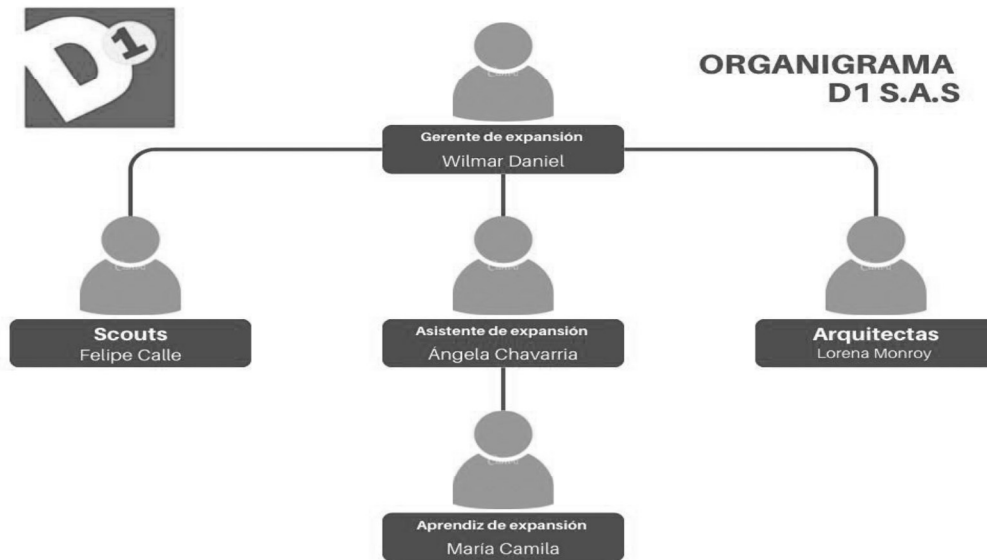 D1
ORGANIGRAMA
D1 S.A.S
Gerente de expansión
Wilmar Daniel
Scouts
Felipe Calle
Asistente de expansión
Ángela Chavarria
Arquitectas
Lorena Monroy
Aprendiz de expansión
María Camila